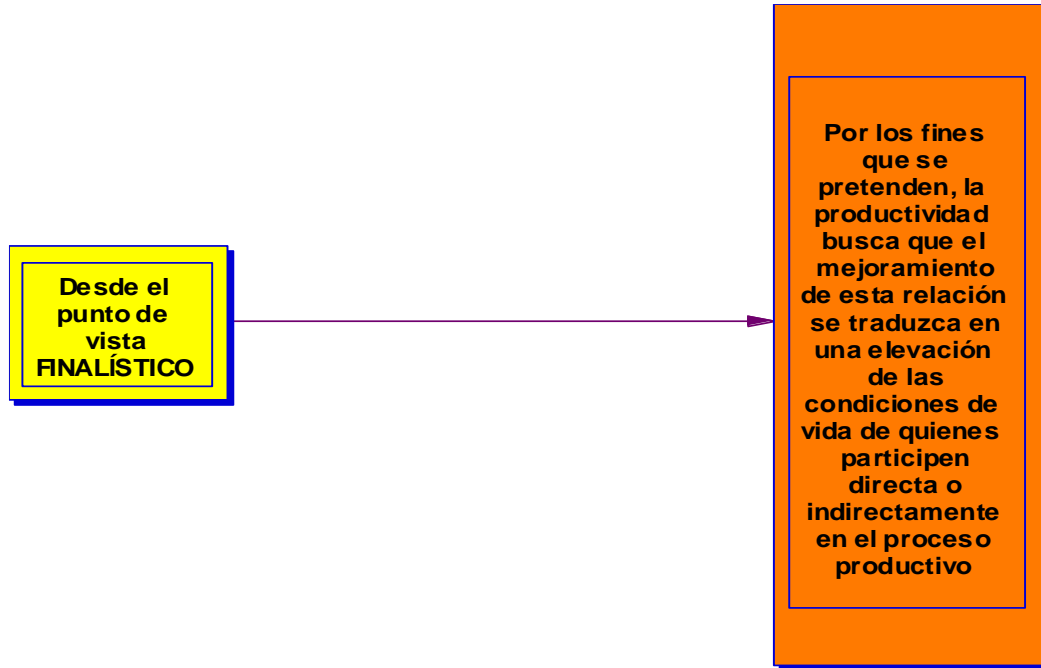 Desde el
punto de
vista
FINALÍSTICO
Por los fines
que se
pretenden, la
productividad
busca que el
mejoramiento
de esta relación
se traduzca en
una elevación
de las
condiciones de
vida de quienes
participen
directa o
indirectamente
en el proceso
productivo